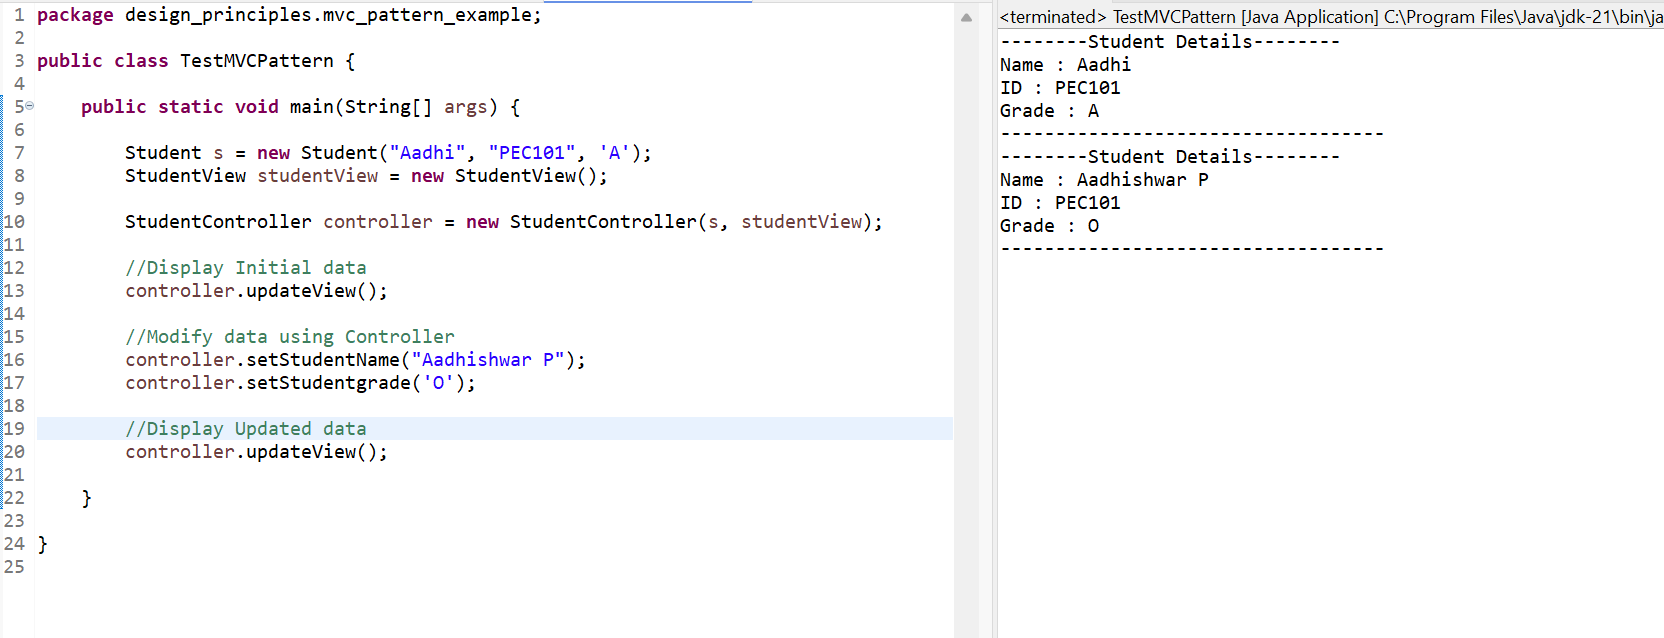 1 package design_principles.mvc_pattern_example;
2
3 public class TestMVCPattern {
4
5 public static void main(String[] args) {
6
7 Student s = new Student("Aadhi", "PEC101", 'A');
8 StudentView studentView = new StudentView();
9
10 StudentController controller = new StudentController(s, studentView);
11
12 //Display Initial data
13 controller.updateView();
14
15 //Modify data using Controller
16 controller.setStudentName("Aadhishwar P");
17 controller.setStudentgrade('O');
18
19 //Display Updated data
20 controller.updateView();
21
22 }
23
24 }
25
<terminated> TestMVCPattern [Java Application] C:\Program Files\Java\jdk-21\bin\ja
--------Student Details--------
Name : Aadhi
ID : PEC101
Grade : A
-----------------------------------
--------Student Details--------
Name : Aadhishwar P
ID : PEC101
Grade : O
-----------------------------------